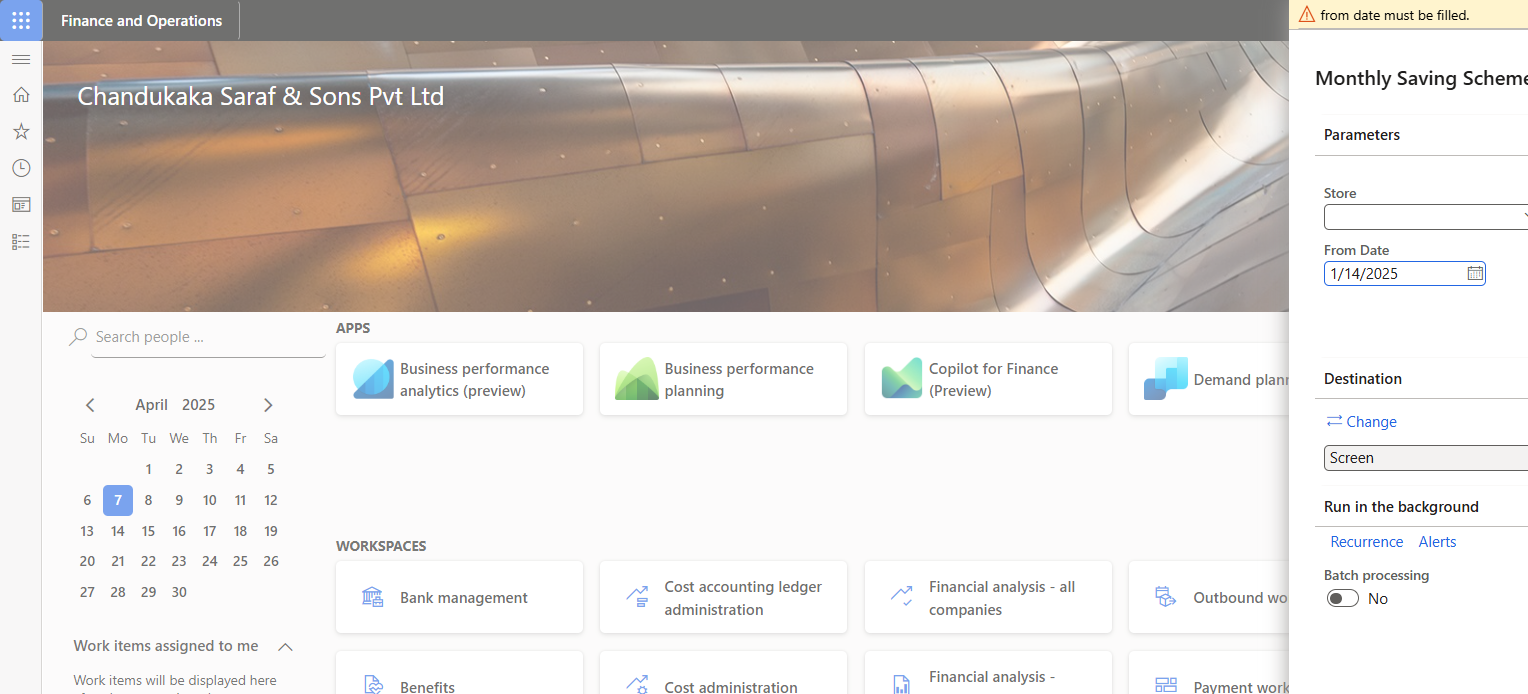 Finance and Operations
from date must be filled.
Chandukaka Saraf & Sons Pvt Ltd
Monthly Saving Scheme
Parameters
Store
From Date
1/14/2025
Destination
Change
Screen
Run in the background
Recurrence Alerts
Batch processing
No
Search people ...
April 2025
Su Mo Tu We Th Fr Sa
1 2 3 4 5
6 7 8 9 10 11 12
13 14 15 16 17 18 19
20 21 22 23 24 25 26
27 28 29 30
Work items assigned to me
Work items will be displayed here
APPS
Business performance
analytics (preview)
Business performance
planning
Copilot for Finance
(Preview)
Demand plann
WORKSPACES
Bank management
Cost accounting ledger
administration
Financial analysis - all
companies
Outbound wo
Benefits
Cost administration
Financial analysis -
Payment work